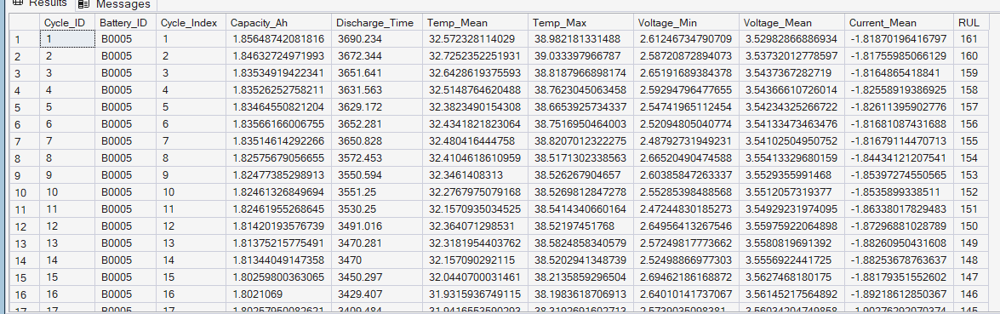 Results Messages
Cycle_ID Battery_ID Cycle_Index Capacity_Ah Discharge_Time Temp_Mean Temp_Max Voltage_Min Voltage_Mean Current_Mean RUL
1 1 B0005 1 1.85648742081816 3690.234 32.572328114029 38.982181331488 2.61246734790709 3.52982866886934 -1.81870196416797 161
2 2 B0005 2 1.84632724971993 3672.344 32.7252352251931 39.033397966787 2.58720872894073 3.53732012778597 -1.81755985066129 160
3 3 B0005 3 1.83534919422341 3651.641 32.6428619375593 38.8187966898174 2.65191689384378 3.5437367282719 -1.8164865418841 159
4 4 B0005 4 1.83526252758211 3631.563 32.5148764620488 38.7623045063458 2.59294796477655 3.54366610726014 -1.82558919386925 158
5 5 B0005 5 1.83464550821204 3629.172 32.3823490154308 38.6653925734337 2.54741965112454 3.54234325266722 -1.82611395902776 157
6 6 B0005 6 1.83566166006755 3652.281 32.4341821823064 38.7516950464003 2.52094805040774 3.54133473463476 -1.81681087431688 156
7 7 B0005 7 1.83514614292266 3650.828 32.480416444758 38.8207012322275 2.48792731949231 3.54102504950752 -1.81679114470713 155
8 8 B0005 8 1.82575679056655 3572.453 32.4104618610959 38.5171302338563 2.66520490474588 3.55413329680159 -1.84434121207541 154
9 9 B0005 9 1.82477385298913 3550.594 32.3461408313 38.526267904657 2.60385847263337 3.5529355991468 -1.85397274550565 153
10 10 B0005 10 1.82461326849694 3551.25 32.2767975079168 38.5269812847278 2.55285398488568 3.5512057319377 -1.8535899338511 152
11 11 B0005 11 1.82461955268645 3530.25 32.1570935034525 38.5414340660164 2.47244830185273 3.54929231974095 -1.86338017829483 151
12 12 B0005 12 1.81420193576739 3491.016 32.364071298531 38.52197451768 2.64956413267546 3.55975922064898 -1.87296881028789 150
13 13 B0005 13 1.81375215775491 3470.281 32.3181954403762 38.5824858340579 2.57249817773662 3.5580819691392 -1.88260950431608 149
14 14 B0005 14 1.81344049147358 3470 32.157090292115 38.5202941348739 2.52498866977303 3.5556922441725 -1.88253678763637 148
15 15 B0005 15 1.80259800363065 3450.297 32.0440700031461 38.2135859296504 2.69462186168872 3.5627468180175 -1.88179351552602 147
16 16 B0005 16 1.8021069 3429.407 31.9315936749115 38.1983618706913 2.64010141737067 3.56145217564892 -1.89218612850367 146
17 17 B0005 17